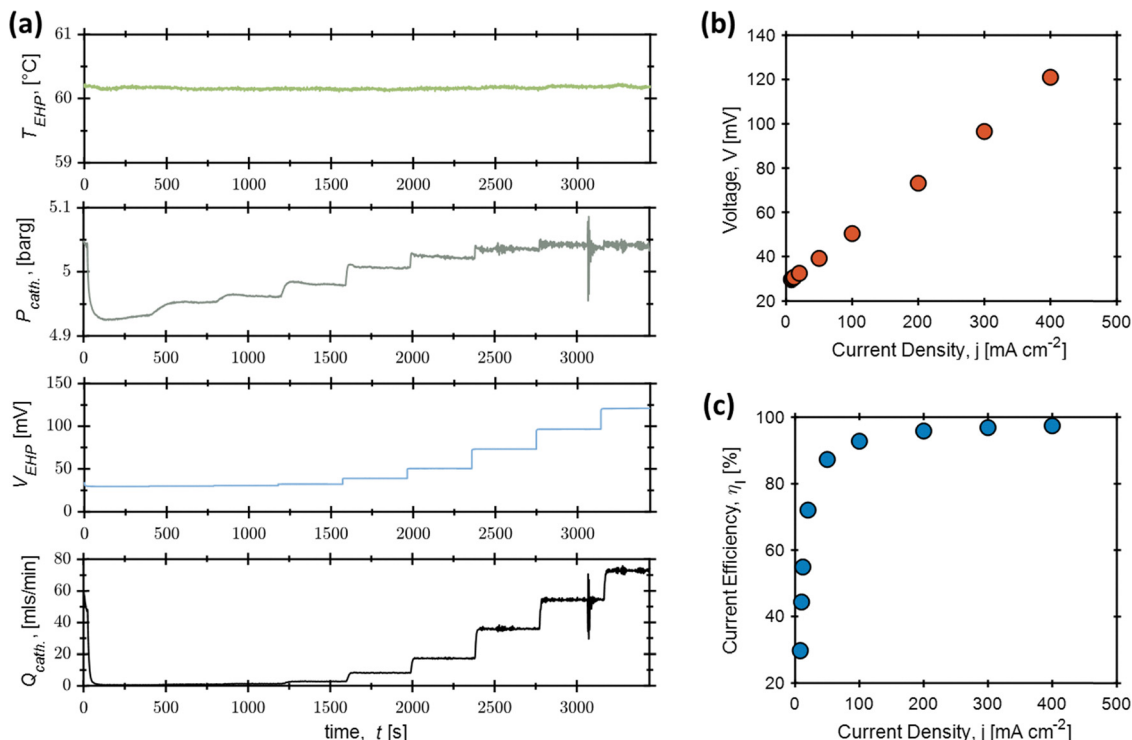 (a)
61
60
59
T_EHP, [°C]
0 500 1000 1500 2000 2500 3000
5.1
5
4.9
P_cath., [barg]
0 500 1000 1500 2000 2500 3000
150
100
50
0
V_EHP [mV]
0 500 1000 1500 2000 2500 3000
80
60
40
20
0
Q_cath., [mls/min]
0 500 1000 1500 2000 2500 3000
time, t [s]
(b)
140
120
100
80
60
40
20
Voltage, V [mV]
0 100 200 300 400 500
Current Density, j [mA cm⁻²]
(c)
100
80
60
40
20
Current Efficiency, η_I [%]
0 100 200 300 400 500
Current Density, j [mA cm⁻²]